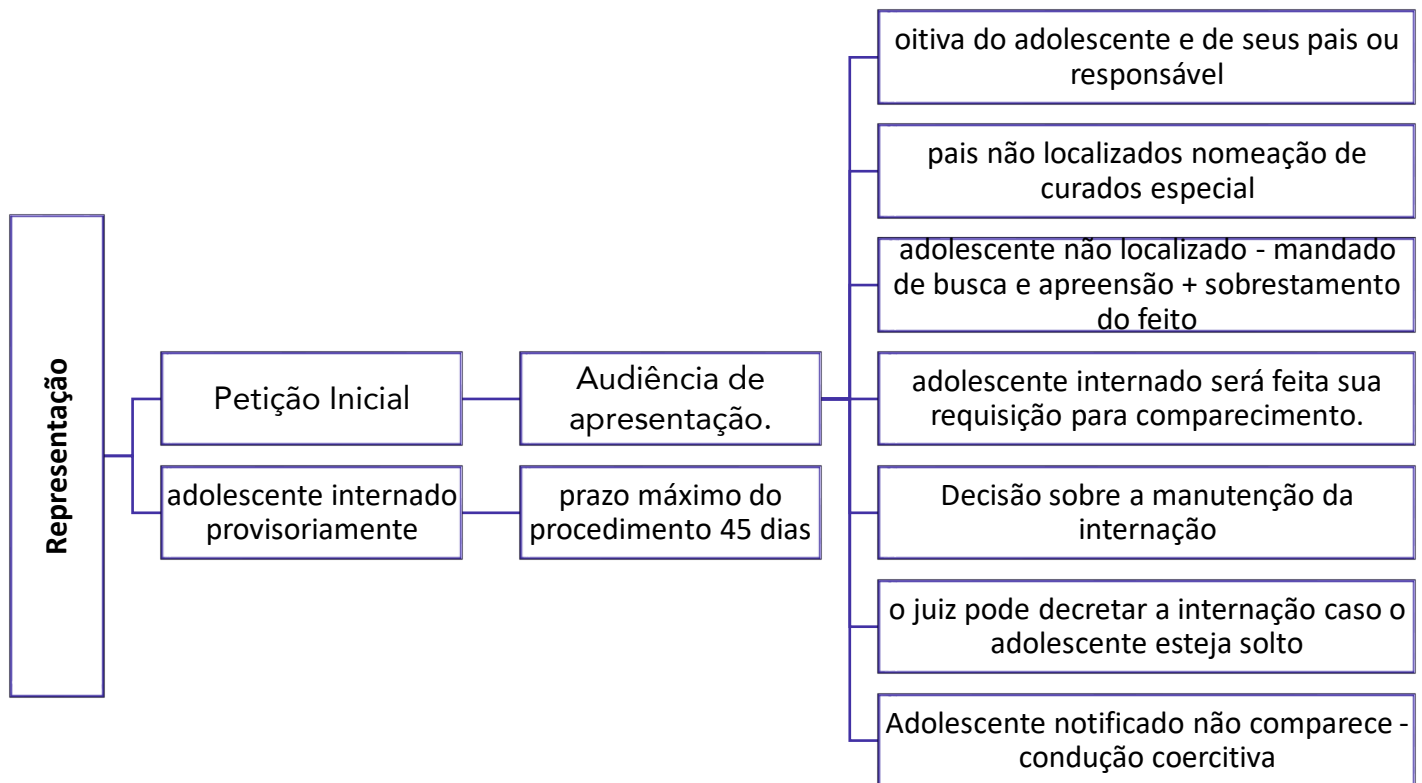 Representação
Petição Inicial
adolescente internado
provisoriamente
Audiência de
apresentação.
prazo máximo do
procedimento 45 dias
oitiva do adolescente e de seus pais ou
responsável
pais não localizados nomeação de
curados especial
adolescente não localizado - mandado
de busca e apreensão + sobrestamento
do feito
adolescente internado será feita sua
requisição para comparecimento.
Decisão sobre a manutenção da
internação
o juiz pode decretar a internação caso o
adolescente esteja solto
Adolescente notificado não comparece -
condução coercitiva